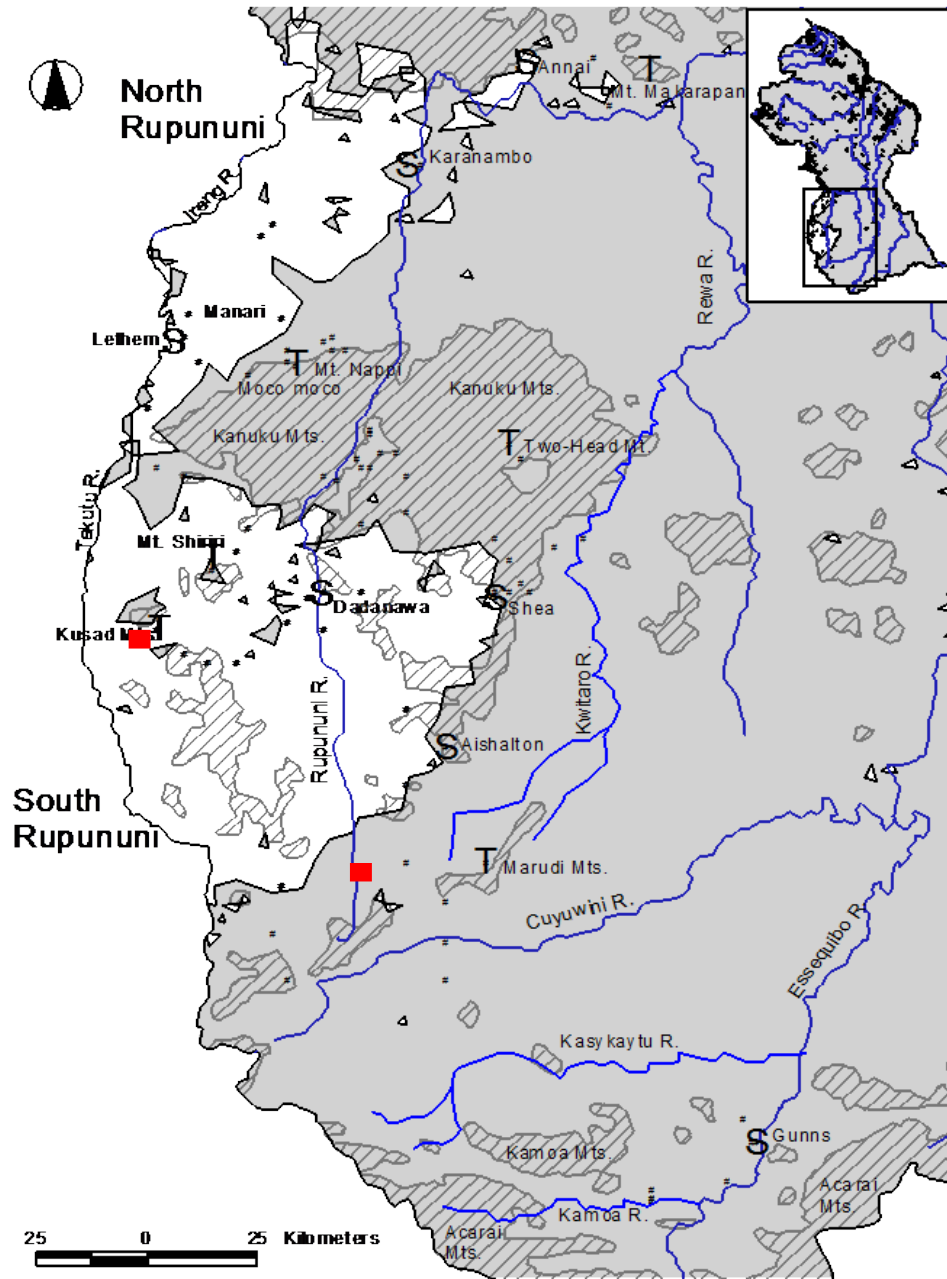 Annai
T
Mt. Makarapan
North
Rupununi
S
Karanambo
Ireng R.
Rewa R.
Manari
Lethem
S
T
Mt. Nappi
Moco moco
Kanuku Mts.
Kanuku Mts.
T
Two-Head Mt.
Takutu R.
Mt. Shiriri
T
S
Dadanawa
S
Shea
Kusad Mts.
T
Kwitaro R.
Rupununi R.
S
Aishalton
South
Rupununi
T
Marudi Mts.
Cuyuwini R.
Essequibo R.
Kasykaytu R.
S
Gunns
Kamoa Mts.
Acarai
Mts.
Kamoa R.
Acarai
Mts.
25 0 25 Kilometers